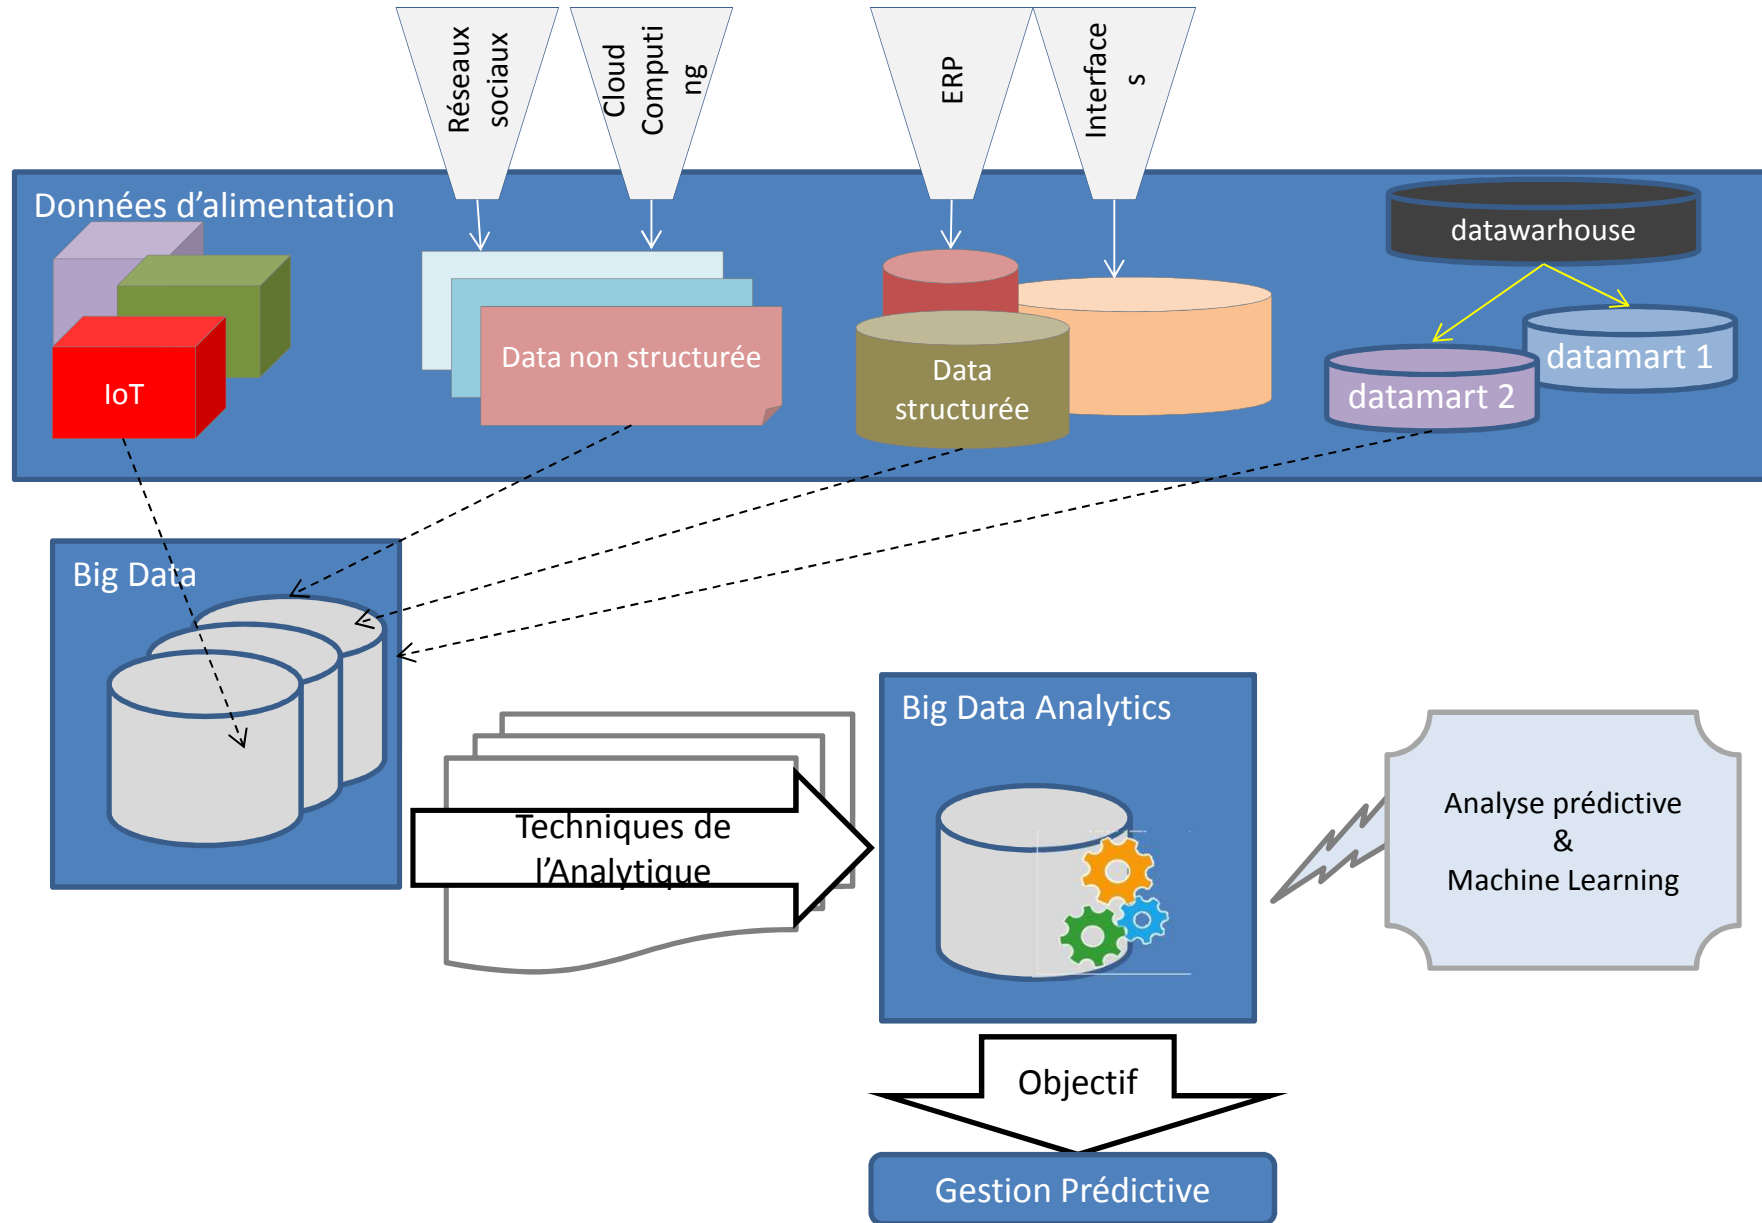 Réseaux
sociaux
Cloud
Computi
ng
ERP
Interface
s
Données d’alimentation
datawarhouse
IoT
Data non structurée
Data
structurée
datamart 1
datamart 2
Big Data
Big Data Analytics
Techniques de
l’Analytique
Analyse prédictive
&
Machine Learning
Objectif
Gestion Prédictive